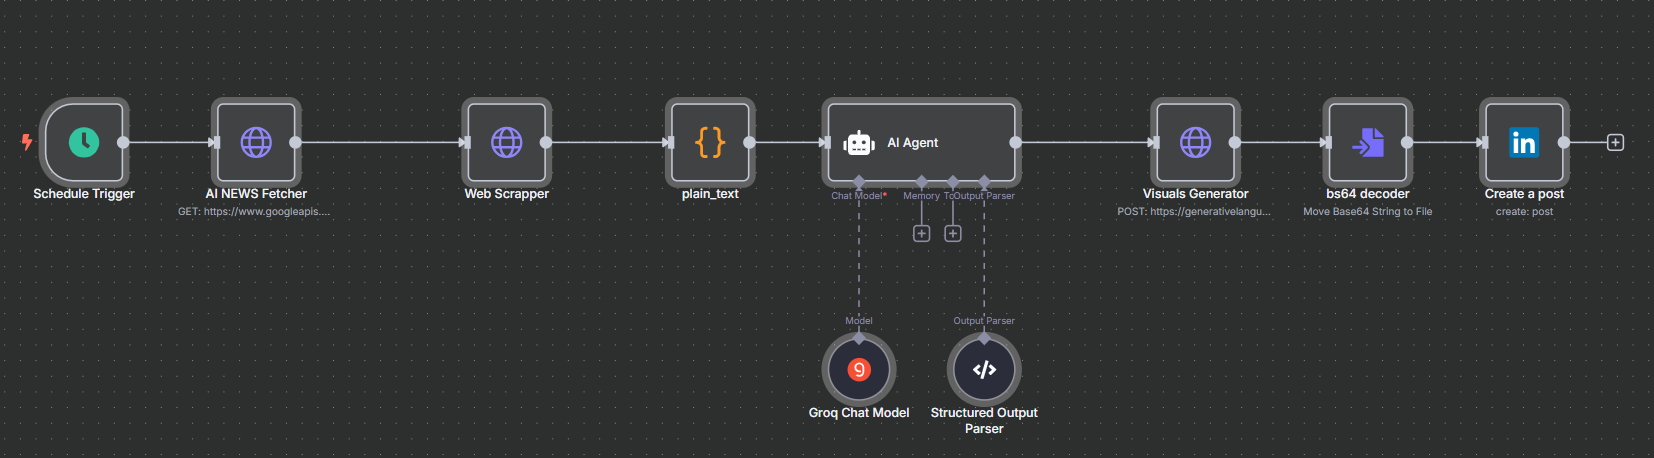 AI Agent
Schedule Trigger
AI NEWS Fetcher
Web Scrapper
plain_text
Chat Model*
Memory
To
Output Parser
Visuals Generator
bs64 decoder
Create a post
GET: https://www.googleapis....
POST: https://generativelangu...
Move Base64 String to File
create: post
in
Model
Output Parser
Groq Chat Model
Structured Output
Parser